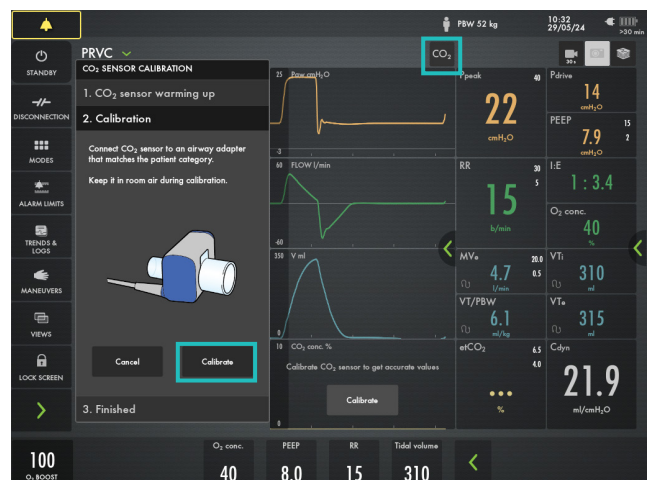 PBW 52 kg
10:32
29/05/24
>30 min
STANDBY
DISCONNECTION
MODES
ALARM LIMITS
TRENDS &
LOGS
MANEUVERS
VIEWS
LOCK SCREEN
100
O₂ BOOST
PRVC
CO₂
30 s
CO₂ SENSOR CALIBRATION
1. CO₂ sensor warming up
2. Calibration
Connect CO₂ sensor to an airway adapter
that matches the patient category.
Keep it in room air during calibration.
Cancel
Calibrate
3. Finished
25 Paw cmH₂O
-3
60 FLOW l/min
-60
350 V ml
0
10 CO₂ conc. %
Calibrate CO₂ sensor to get accurate values
Calibrate
0
Ppeak 40
22
cmH₂O
Pdrive
14
cmH₂O
PEEP 15
7.9 2
cmH₂O
RR 30
5
15
b/min
I:E
1 : 3.4
O₂ conc.
40
%
MVe 20.0
4.7 0.5
l/min
VTi
310
ml
VT/PBW
6.1
ml/kg
VTe
315
ml
etCO₂ 6.5
4.0
...
%
Cdyn
21.9
ml/cmH₂O
O₂ conc.
40
PEEP
8.0
RR
15
Tidal volume
310